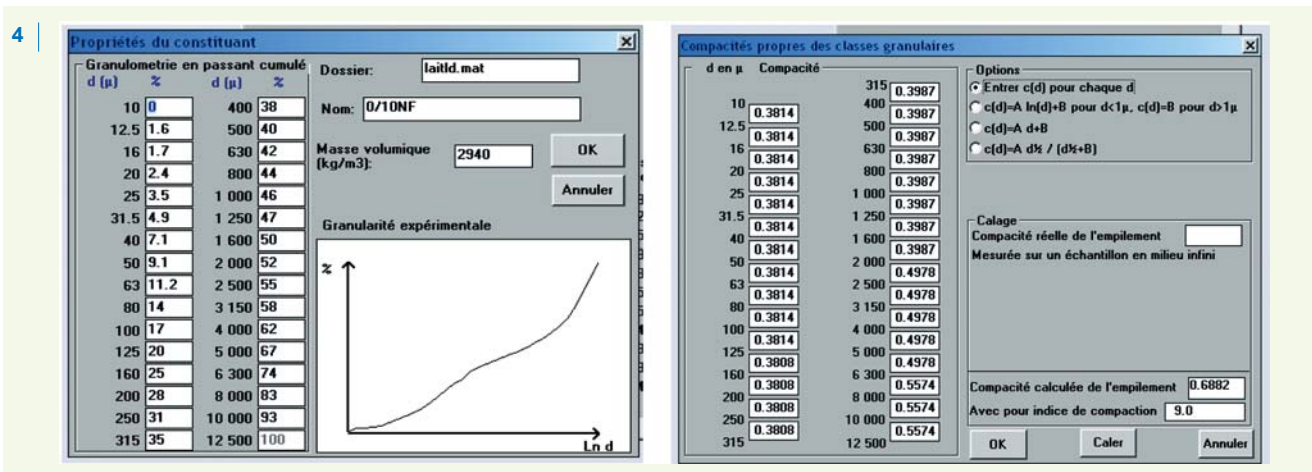 4
Propriétés du constituant
Granulometrie en passant cumulé
d (µ) % d (µ) %
10 0 400 38
12.5 1.6 500 40
16 1.7 630 42
20 2.4 800 44
25 3.5 1 000 46
31.5 4.9 1 250 47
40 7.1 1 600 50
50 9.1 2 000 52
63 11.2 2 500 55
80 14 3 150 58
100 17 4 000 62
125 20 5 000 67
160 25 6 300 74
200 28 8 000 83
250 31 10 000 93
315 35 12 500 100
Dossier: laitId.mat
Nom: 0/10NF
Masse volumique
(kg/m3): 2940
OK
Annuler
Granularité expérimentale
%
Ln d
Compacités propres des classes granulaires
d en µ Compacité
10
0.3814
12.5
0.3814
16
0.3814
20
0.3814
25
0.3814
31.5
0.3814
40
0.3814
50
0.3814
63
0.3814
80
0.3814
100
0.3814
125
0.3808
160
0.3808
200
0.3808
250
0.3808
315
315
0.3987
400
0.3987
500
0.3987
630
0.3987
800
0.3987
1 000
0.3987
1 250
0.3987
1 600
0.3987
2 000
0.4978
2 500
0.4978
3 150
0.4978
4 000
0.4978
5 000
0.4978
6 300
0.5574
8 000
0.5574
10 000
0.5574
12 500
Options
Entrer c(d) pour chaque d
c(d)=A ln(d)+B pour d<1µ, c(d)=B pour d>1µ
c(d)=A d+B
c(d)=A d½ / (d½+B)
Calage
Compacité réelle de l'empilement
Mesurée sur un échantillon en milieu infini
Compacité calculée de l'empilement 0.6882
Avec pour indice de compaction 9.0
OK Caler Annuler